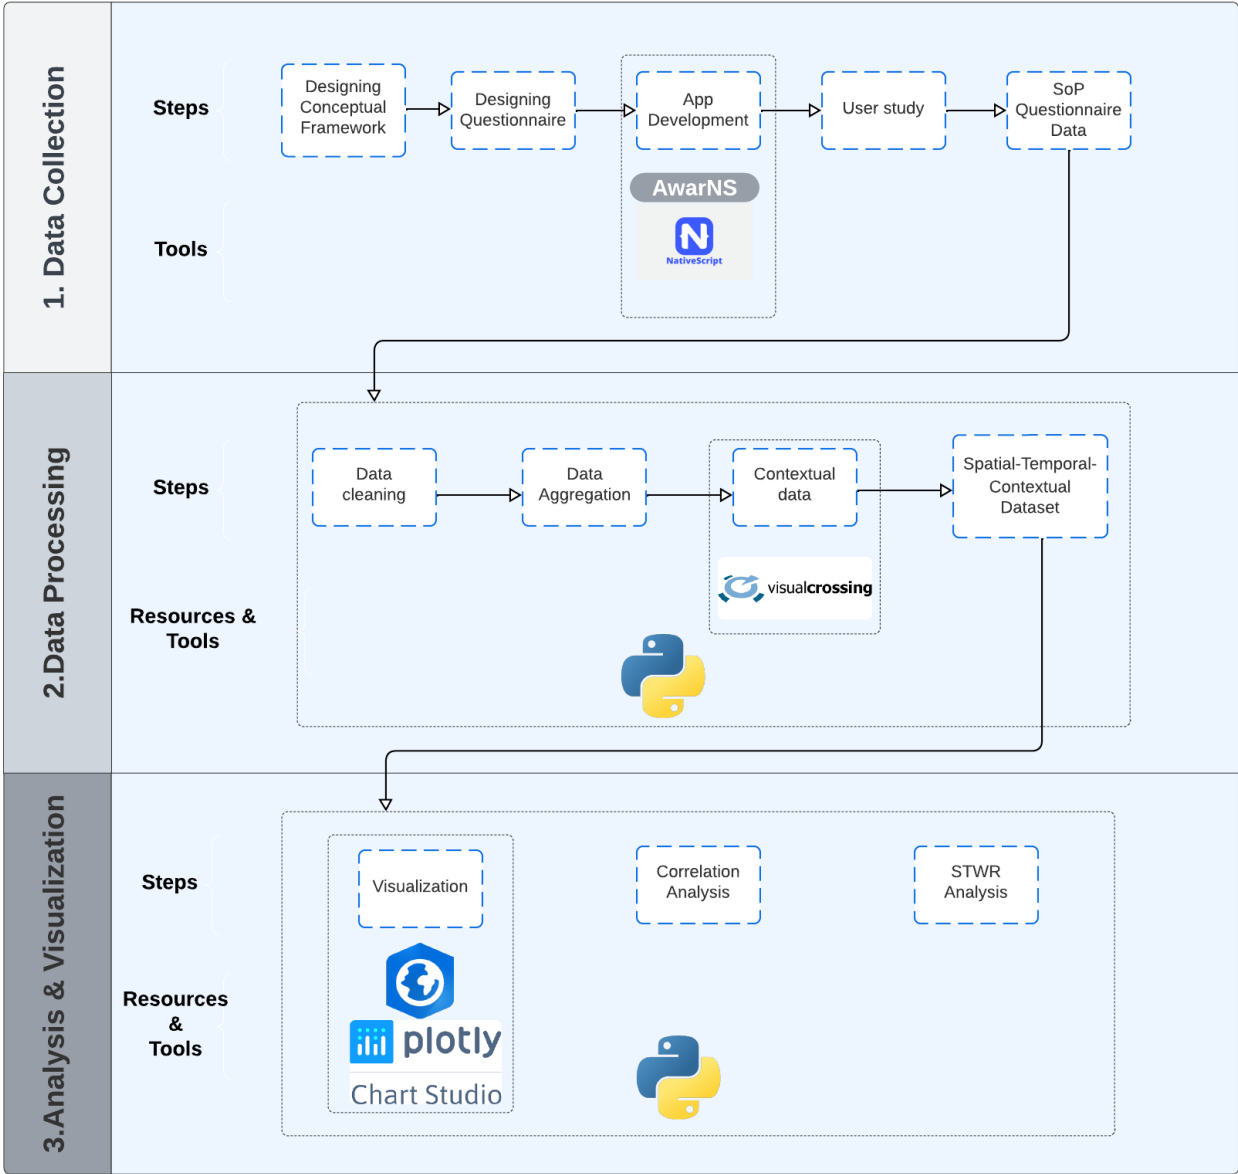 1. Data Collection
Steps
Designing
Conceptual
Framework
Designing
Questionnaire
App
Development
User study
SoP
Questionnaire
Data
Tools
AwarNS
N
NativeScript
2.Data Processing
Steps
Data
cleaning
Data
Aggregation
Contextual
data
Spatial-Temporal-
Contextual
Dataset
Resources &
Tools
visualcrossing
3.Analysis & Visualization
Steps
Visualization
Correlation
Analysis
STWR
Analysis
Resources
&
Tools
plotly
Chart Studio